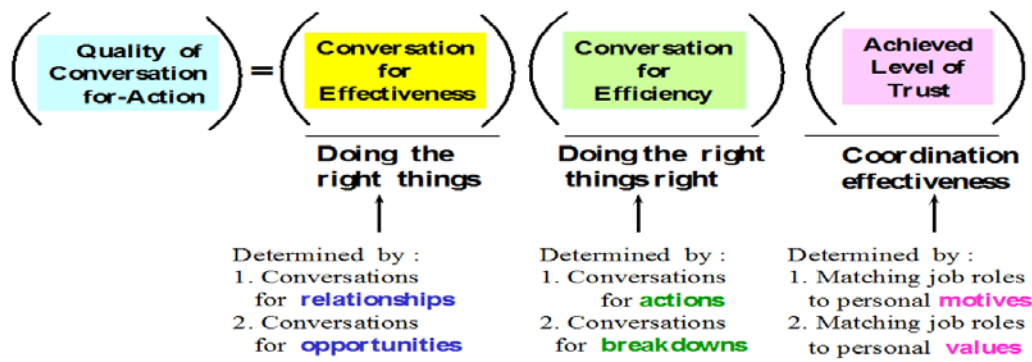 Quality of
Conversation
for-Action
=
Conversation
for
Effectiveness
Conversation
for
Efficiency
Achieved
Level of
Trust
Doing the
right things
Doing the right
things right
Coordination
effectiveness
Determined by :
1. Conversations
for relationships
2. Conversations
for opportunities
Determined by :
1. Conversations
for actions
2. Conversations
for breakdowns
Determined by :
1. Matching job roles
to personal motives
2. Matching job roles
to personal values